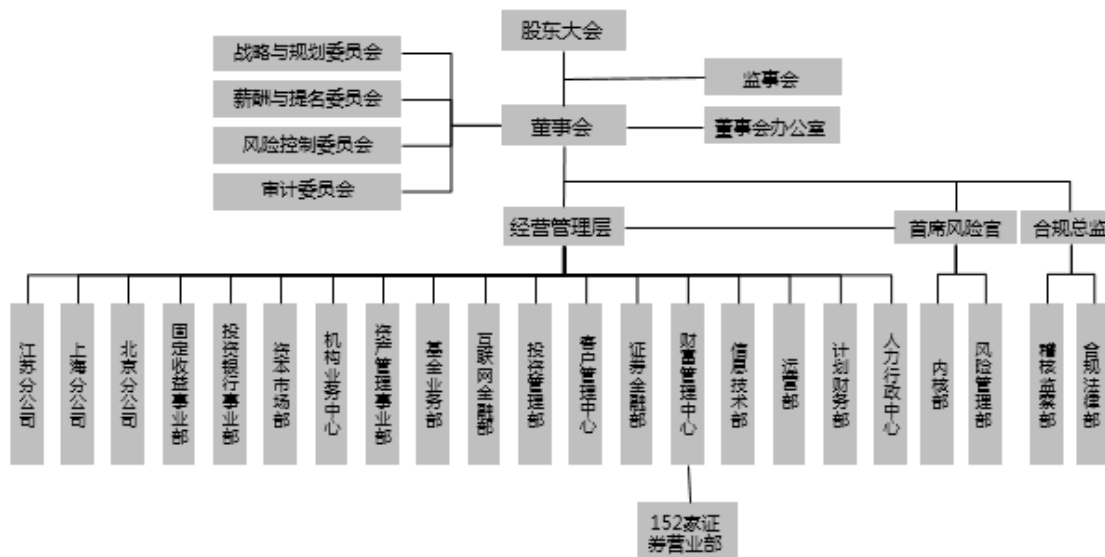 股东大会
战略与规划委员会
监事会
薪酬与提名委员会
董事会
董事会办公室
风险控制委员会
审计委员会
经营管理层
首席风险官
合规总监
江苏分公司
上海分公司
北京分公司
固定收益事业部
投资银行事业部
资本市场部
机构业务中心
资产管理事业部
基金业务部
互联网金融部
投资管理部
客户管理中心
证券金融部
财富管理中心
信息技术部
运营部
计划财务部
人力行政中心
内核部
风险管理部
稽核监察部
合规法律部
152家证
券营业部